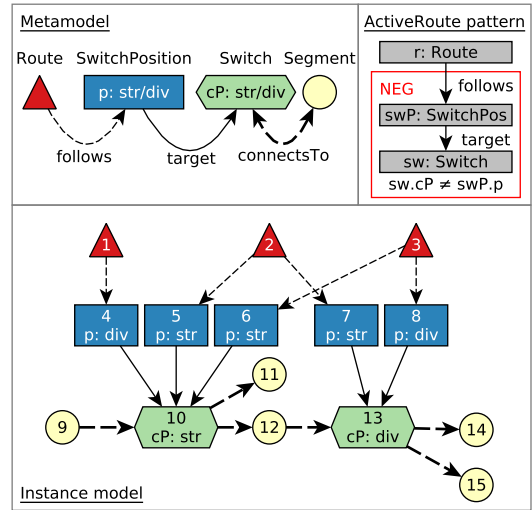 Metamodel
Route SwitchPosition Switch Segment
p: str/div cP: str/div
follows target connectsTo
ActiveRoute pattern
r: Route
NEG follows
swP: SwitchPos
target
sw: Switch
sw.cP ≠ swP.p
1 2 3
4 5 6 7 8
p: div p: str p: str p: str p: div
11
9 10 12 13 14
cP: str cP: div
15
Instance model